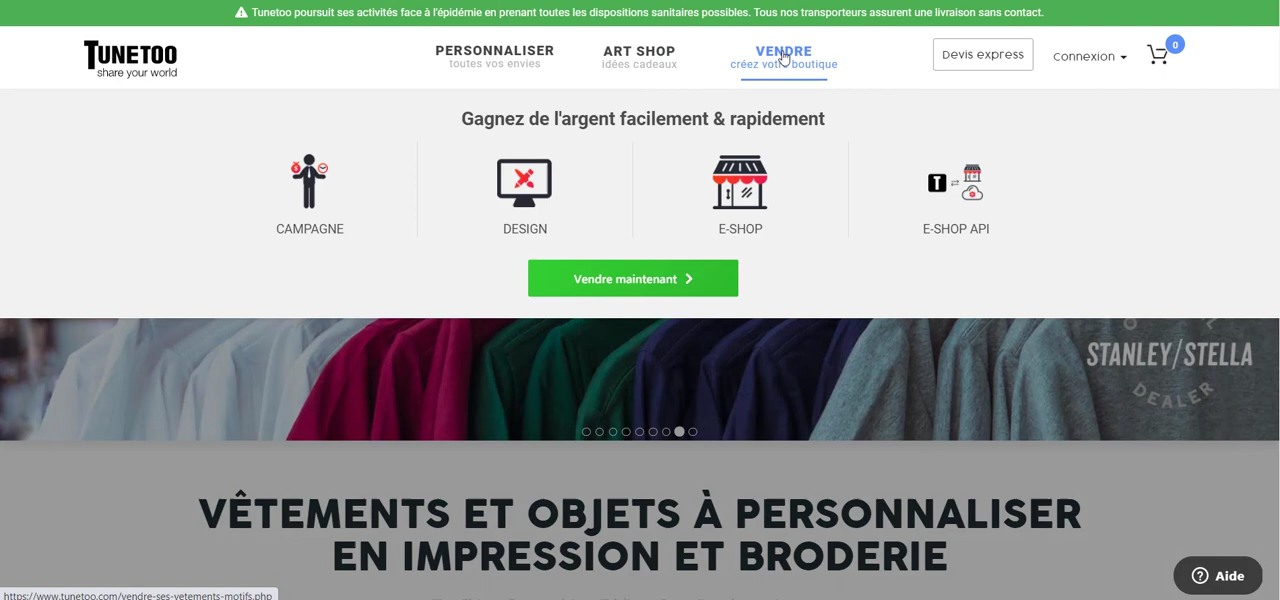 Tunetoo poursuit ses activités face à l'épidémie en prenant toutes les dispositions sanitaires possibles. Tous nos transporteurs assurent une livraison sans contact.
TUNETOO
share your world
PERSONNALISER
toutes vos envies
ART SHOP
idées cadeaux
VENDRE
créez votre boutique
Devis express
Connexion
0
Gagnez de l'argent facilement & rapidement
CAMPAGNE
DESIGN
E-SHOP
T
E-SHOP API
Vendre maintenant
STANLEY/STELLA
DEALER
VÊTEMENTS ET OBJETS À PERSONNALISER
EN IMPRESSION ET BRODERIE
Aide
https://www.tunetoo.com/vendre-ses-vetements-motifs.php